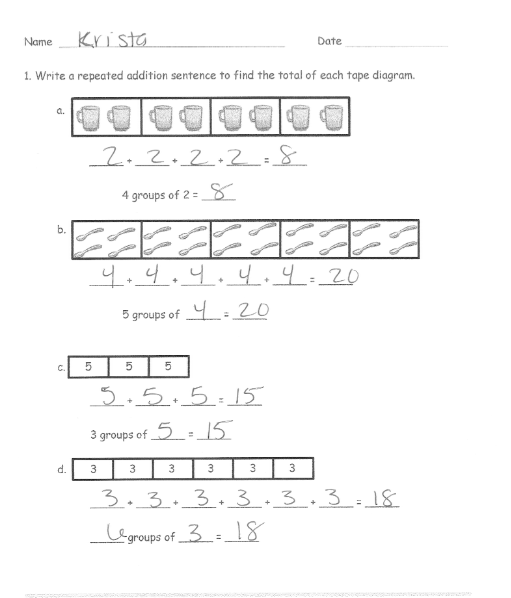 Name Krista Date
1. Write a repeated addition sentence to find the total of each tape diagram.
a.
2 + 2 + 2 + 2 = 8
4 groups of 2 = 8
b.
4 + 4 + 4 + 4 + 4 = 20
5 groups of 4 = 20
c. 5 5 5
5 + 5 + 5 = 15
3 groups of 5 = 15
d. 3 3 3 3 3 3
3 + 3 + 3 + 3 + 3 + 3 = 18
6 groups of 3 = 18